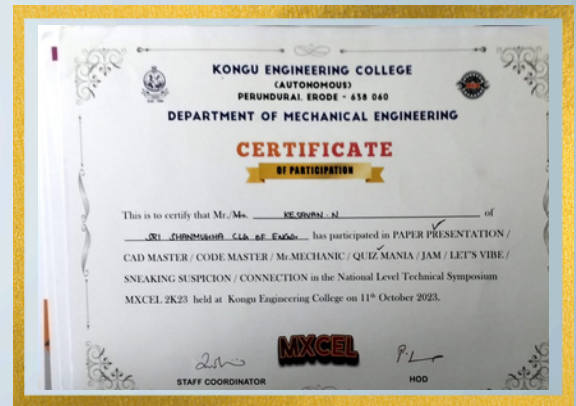 KONGU ENGINEERING COLLEGE
(AUTONOMOUS)
PERUNDURAI, ERODE - 638 060
DEPARTMENT OF MECHANICAL ENGINEERING
CERTIFICATE
OF PARTICIPATION
This is to certify that Mr./Ms. KESAVAN. N of
SRI SHANMUGHA CLG OF ENGG. has participated in PAPER PRESENTATION /
CAD MASTER / CODE MASTER / Mr.MECHANIC / QUIZ MANIA / JAM / LET'S VIBE /
SNEAKING SUSPICION / CONNECTION in the National Level Technical Symposium
MXCEL 2K23 held at Kongu Engineering College on 11th October 2023.
MXCEL
STAFF COORDINATOR
HOD